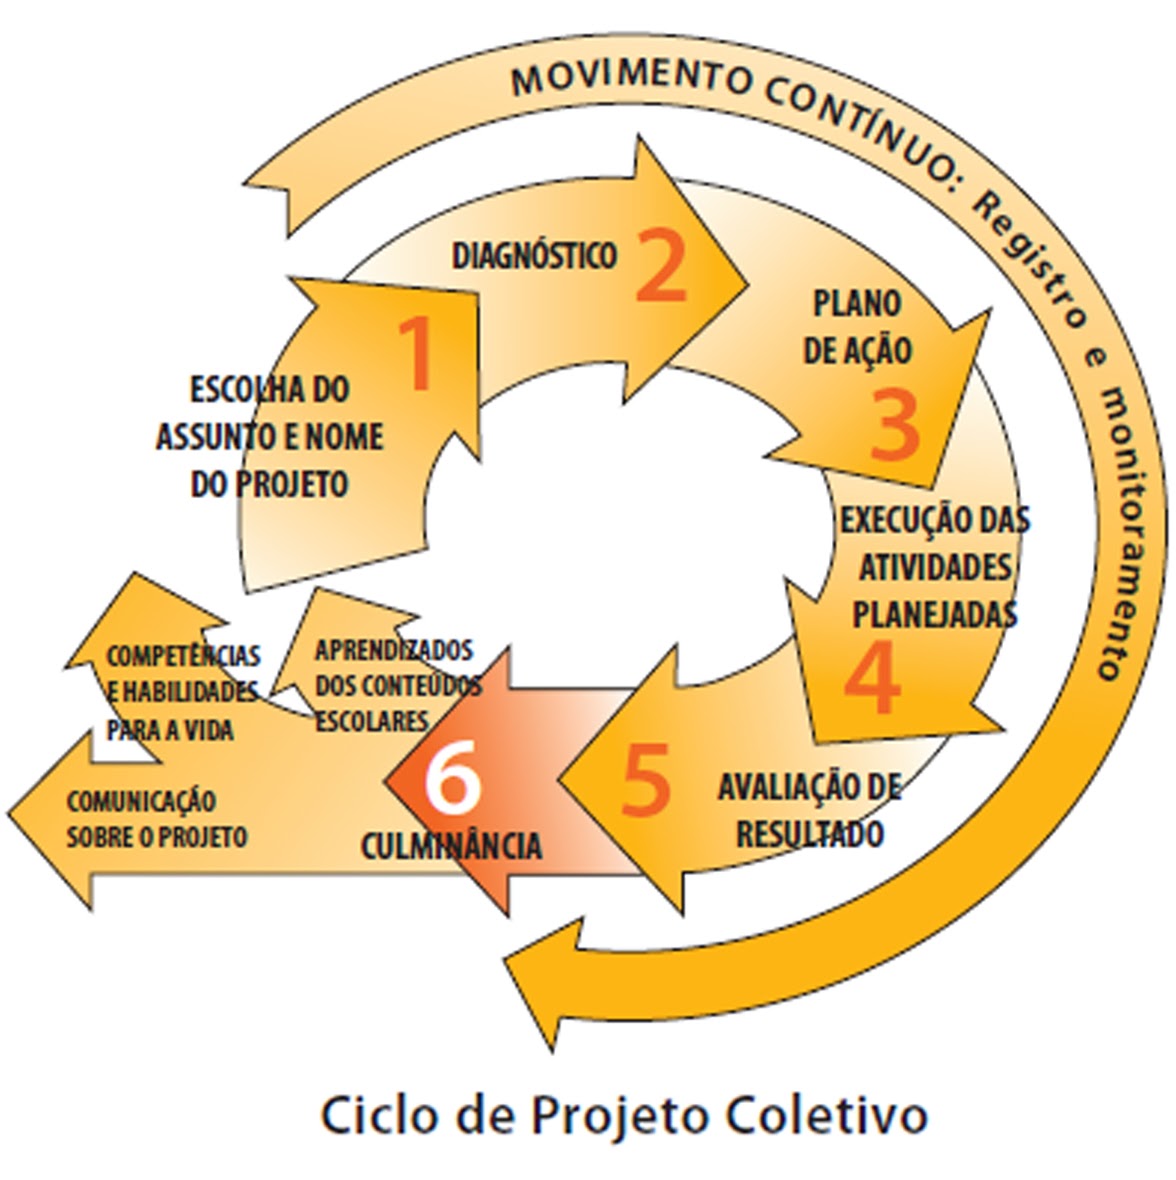 MOVIMENTO CONTÍNUO: Registro e monitoramento
1
ESCOLHA DO
ASSUNTO E NOME
DO PROJETO
DIAGNÓSTICO 2
PLANO
DE AÇÃO
3
EXECUÇÃO DAS
ATIVIDADES
PLANEJADAS
4
5
AVALIAÇÃO DE
RESULTADO
6
CULMINÂNCIA
APRENDIZADOS
DOS CONTEÚDOS
ESCOLARES
COMPETÊNCIAS
E HABILIDADES
PARA A VIDA
COMUNICAÇÃO
SOBRE O PROJETO
Ciclo de Projeto Coletivo